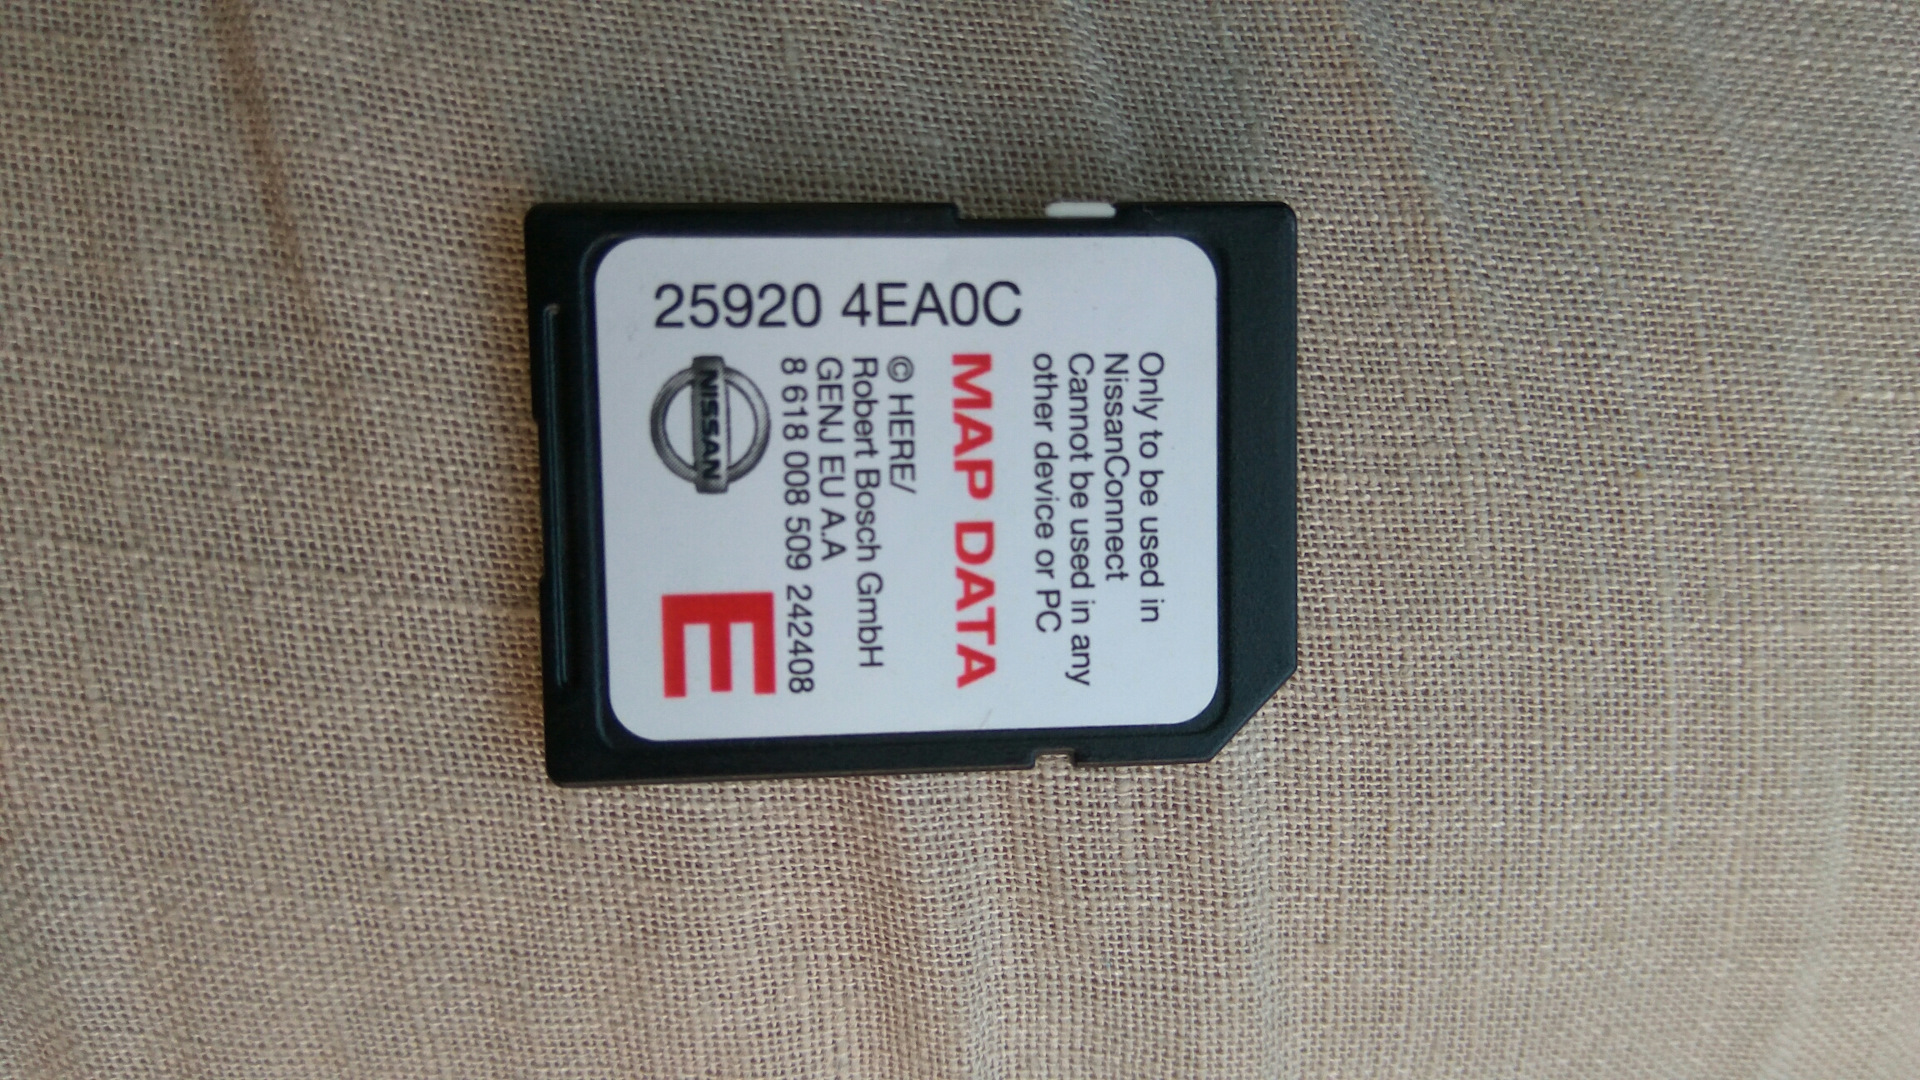 Only to be used in
NissanConnect
Cannot be used in any
other device or PC
MAP DATA
© HERE/
Robert Bosch GmbH
GENJ EU A.A
8 618 008 509 242408
NISSAN
E
25920 4EA0C